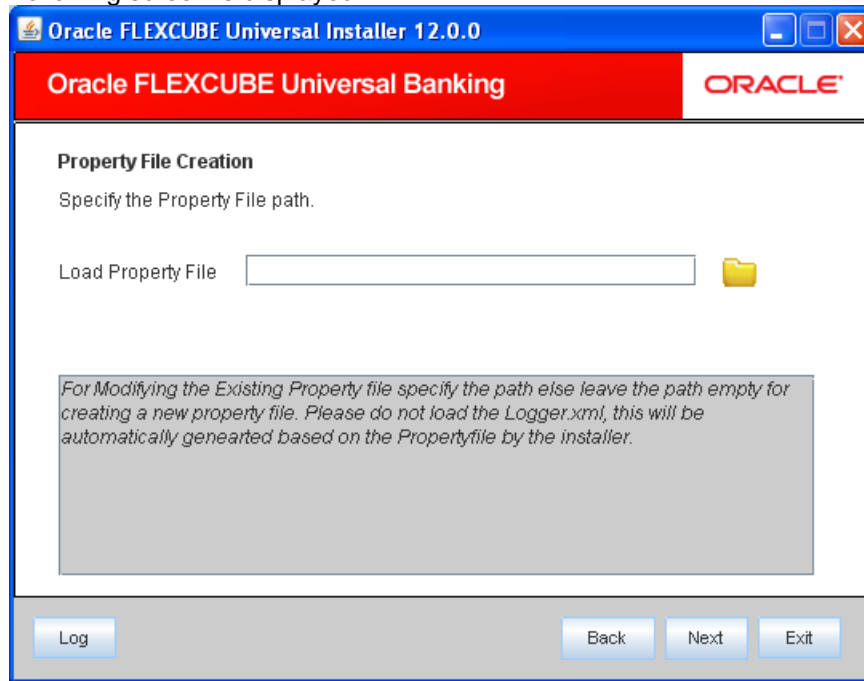 Oracle FLEXCUBE Universal Installer 12.0.0
Oracle FLEXCUBE Universal Banking
ORACLE
Property File Creation
Specify the Property File path.
Load Property File
For Modifying the Existing Property file specify the path else leave the path empty for
creating a new property file. Please do not load the Logger.xml, this will be
automatically genearted based on the Propertyfile by the installer.
Log
Back
Next
Exit